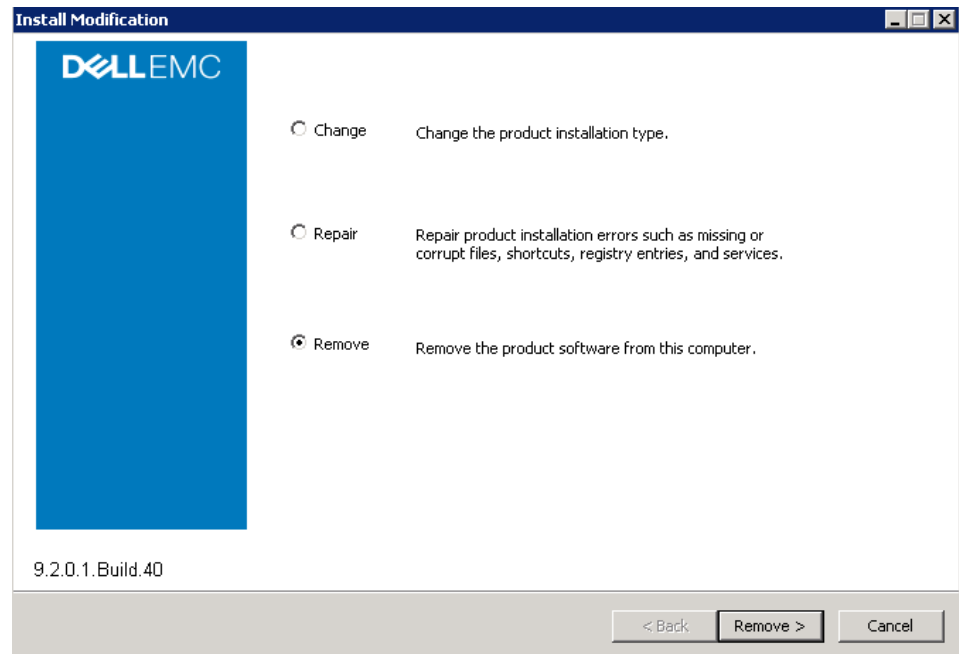 Install Modification
DELLEMC
Change
Change the product installation type.
Repair
Repair product installation errors such as missing or
corrupt files, shortcuts, registry entries, and services.
Remove
Remove the product software from this computer.
9.2.0.1.Build.40
< Back
Remove >
Cancel